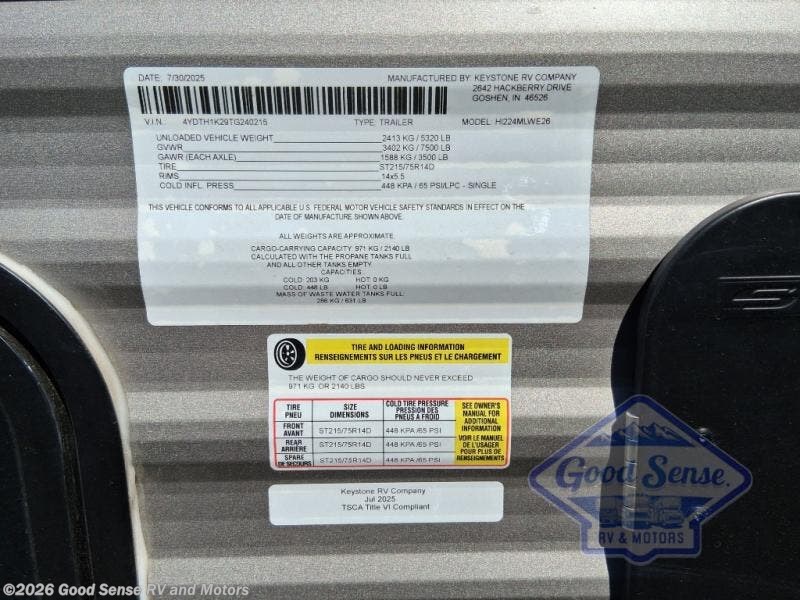 DATE: 7/30/2025 MANUFACTURED BY: KEYSTONE RV COMPANY
2642 HACKBERRY DRIVE
GOSHEN, IN 46526
V.I.N.: 4YDTH1K29TG240215 TYPE: TRAILER MODEL: HI224MLWE26
UNLOADED VEHICLE WEIGHT 2413 KG / 5320 LB
GVWR 3402 KG / 7500 LB
GAWR (EACH AXLE) 1588 KG / 3500 LB
TIRE ST215/75R14D
RIMS 14x5.5
COLD INFL. PRESS 448 KPA / 65 PSI/LPC - SINGLE
THIS VEHICLE CONFORMS TO ALL APPLICABLE U.S. FEDERAL MOTOR VEHICLE SAFETY STANDARDS IN EFFECT ON THE
DATE OF MANUFACTURE SHOWN ABOVE.
ALL WEIGHTS ARE APPROXIMATE.
CARGO-CARRYING CAPACITY: 971 KG / 2140 LB
CALCULATED WITH THE PROPANE TANKS FULL
AND ALL OTHER TANKS EMPTY.
CAPACITIES
COLD: 203 KG HOT: 0 KG
COLD: 448 LB HOT: 0 LB
MASS OF WASTE WATER TANKS FULL:
286 KG / 631 LB
TIRE AND LOADING INFORMATION
RENSEIGNEMENTS SUR LES PNEUS ET LE CHARGEMENT
THE WEIGHT OF CARGO SHOULD NEVER EXCEED
971 KG OR 2140 LBS
TIRE
PNEU
SIZE
DIMENSIONS
COLD TIRE PRESSURE
PRESSION DES
PNEUS A FROID
FRONT
AVANT
ST215/75R14D
448 KPA /65 PSI
REAR
ARRIÈRE
ST215/75R14D
448 KPA /65 PSI
SPARE
DE SECOURS
ST215/75R14D
448 KPA /65 PSI
SEE OWNER'S
MANUAL FOR
ADDITIONAL
INFORMATION
VOIR LE MANUEL
DE L'USAGER
POUR PLUS DE
RENSEIGNEMENTS
Keystone RV Company
Jul 2025
TSCA Title VI Compliant
Good Sense.
RV & MOTORS
©2026 Good Sense RV and Motors